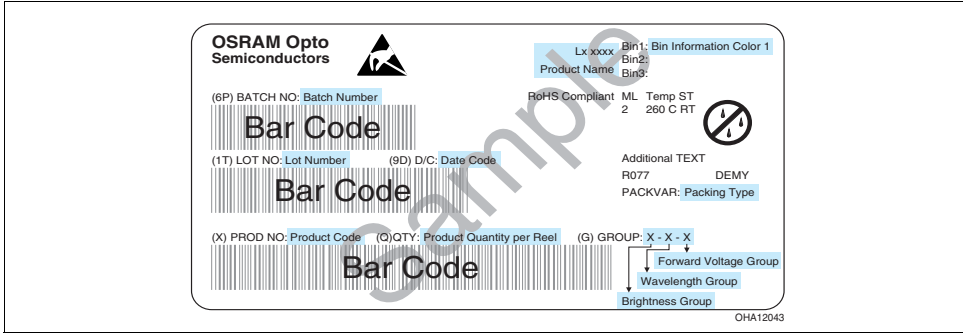 OSRAM Opto
Semiconductors
Lx xxxx
Product Name
Bin1: Bin Information Color 1
Bin2:
Bin3:
(6P) BATCH NO: Batch Number
Bar Code
RoHS Compliant
ML Temp ST
2 260 C RT
(1T) LOT NO: Lot Number (9D) D/C: Date Code
Bar Code
Additional TEXT
R077 DEMY
PACKVAR: Packing Type
(X) PROD NO: Product Code (Q)QTY: Product Quantity per Reel (G) GROUP: X - X - X
Bar Code
Forward Voltage Group
Wavelength Group
Brightness Group
Sample
OHA12043